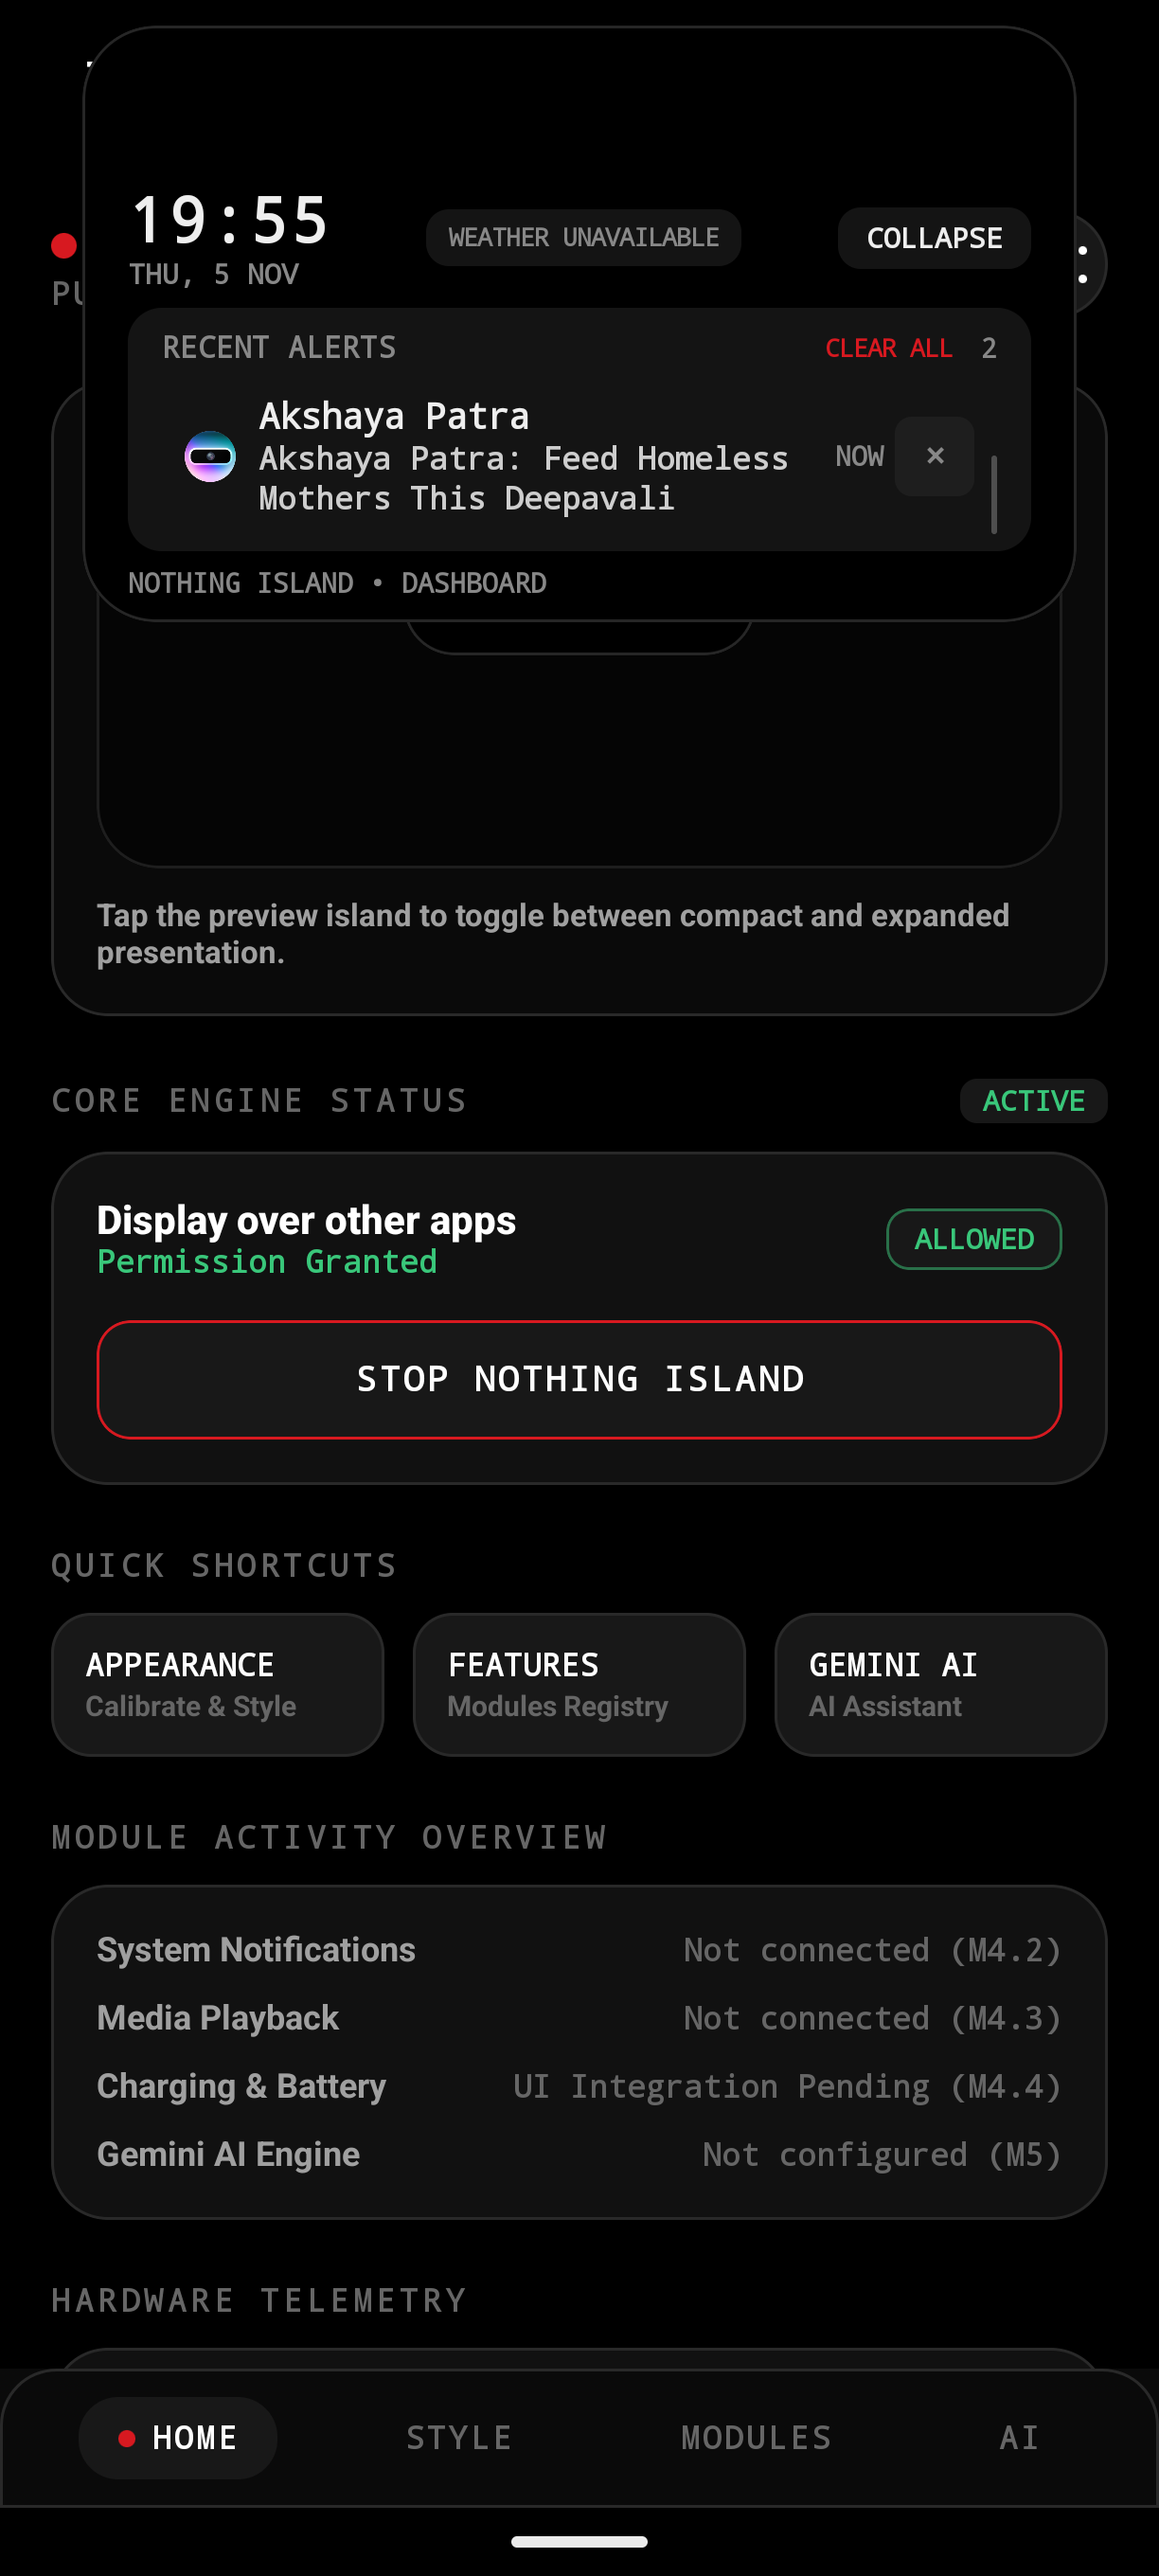 19:55
THU, 5 NOV
WEATHER UNAVAILABLE
COLLAPSE
PU
RECENT ALERTS
CLEAR ALL 2
Akshaya Patra
Akshaya Patra: Feed Homeless
Mothers This Deepavali
NOW ×
NOTHING ISLAND • DASHBOARD
Tap the preview island to toggle between compact and expanded
presentation.
CORE ENGINE STATUS
ACTIVE
Display over other apps
Permission Granted
ALLOWED
STOP NOTHING ISLAND
QUICK SHORTCUTS
APPEARANCE
Calibrate & Style
FEATURES
Modules Registry
GEMINI AI
AI Assistant
MODULE ACTIVITY OVERVIEW
System Notifications Not connected (M4.2)
Media Playback Not connected (M4.3)
Charging & Battery UI Integration Pending (M4.4)
Gemini AI Engine Not configured (M5)
HARDWARE TELEMETRY
HOME STYLE MODULES AI